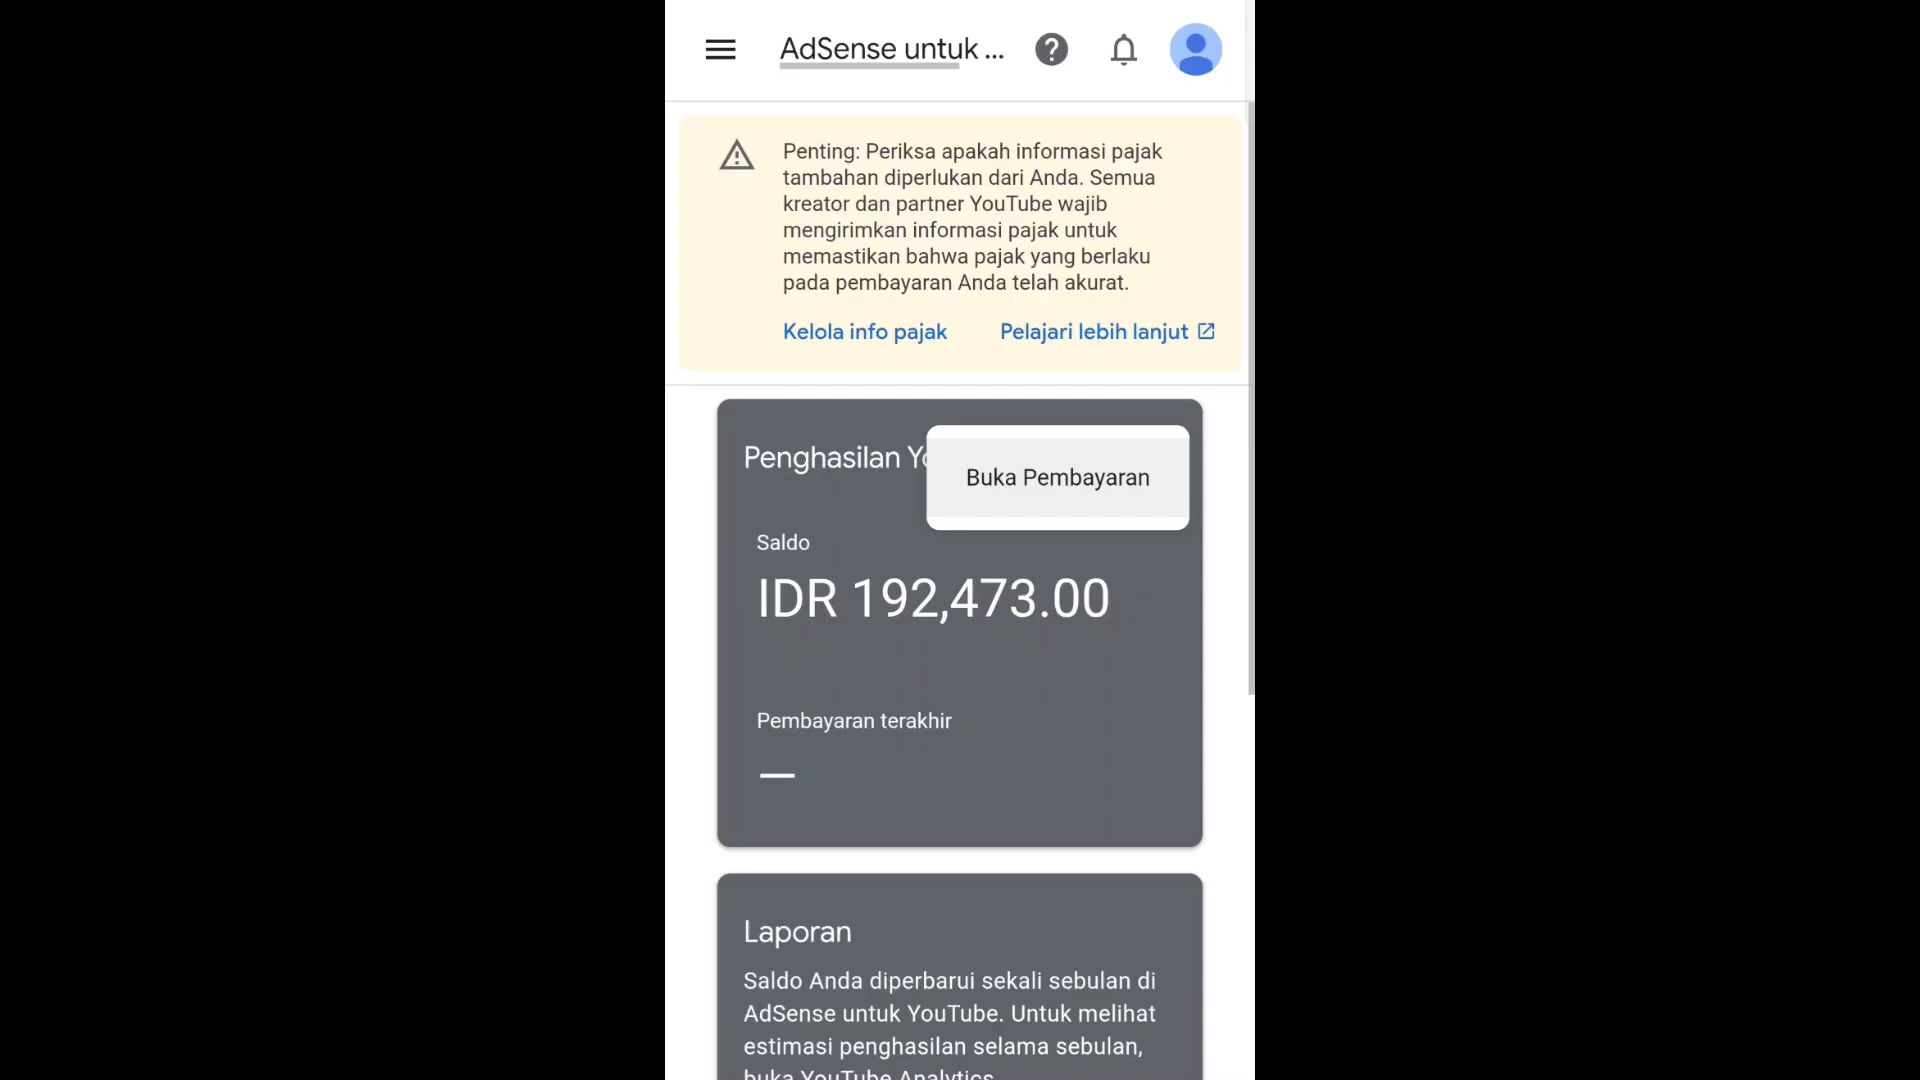 AdSense untuk ...
Penting: Periksa apakah informasi pajak
tambahan diperlukan dari Anda. Semua
kreator dan partner YouTube wajib
mengirimkan informasi pajak untuk
memastikan bahwa pajak yang berlaku
pada pembayaran Anda telah akurat.
Kelola info pajak Pelajari lebih lanjut
Penghasilan
Buka Pembayaran
Saldo
IDR 192,473.00
Pembayaran terakhir
—
Laporan
Saldo Anda diperbarui sekali sebulan di
AdSense untuk YouTube. Untuk melihat
estimasi penghasilan selama sebulan,
buka YouTube Analytics.